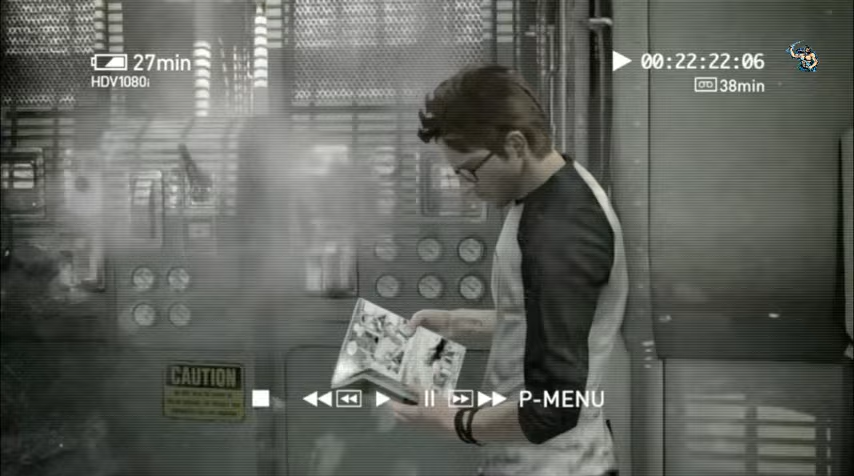 27min
HDV1080i
00:22:22:06
38min
CAUTION
P-MENU